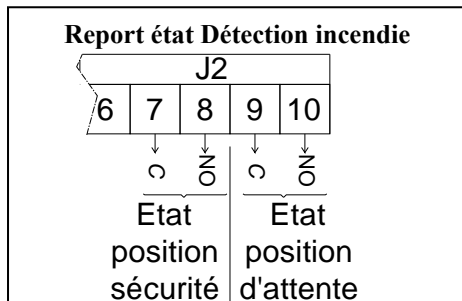 Report état Détection incendie
J2
6 7 8 9 10
C NO C NO
Etat Etat
position position
sécurité d'attente